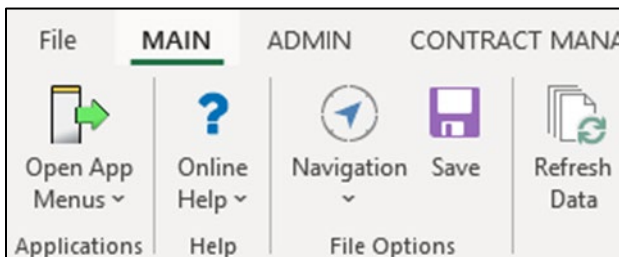 File MAIN ADMIN CONTRACT MANA
Open App Menus
Online Help
Navigation
Save
Refresh Data
Applications Help File Options